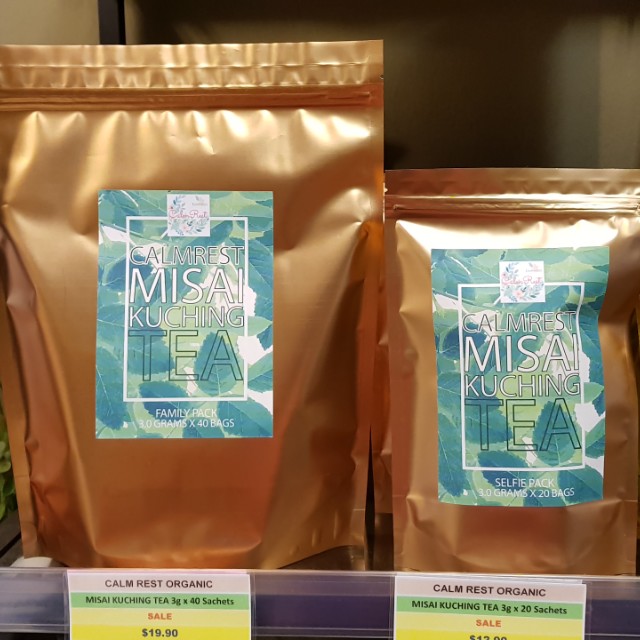 Calm Rest
CALMREST
MISAI
KUCHING
TEA
FAMILY PACK
3.0 GRAMS X 40 BAGS
CALMREST
MISAI
KUCHING
TEA
SELFIE PACK
3.0 GRAMS X 20 BAGS
CALM REST ORGANIC
MISAI KUCHING TEA 3g x 40 Sachets
SALE
$19.90
CALM REST ORGANIC
MISAI KUCHING TEA 3g x 20 Sachets
SALE